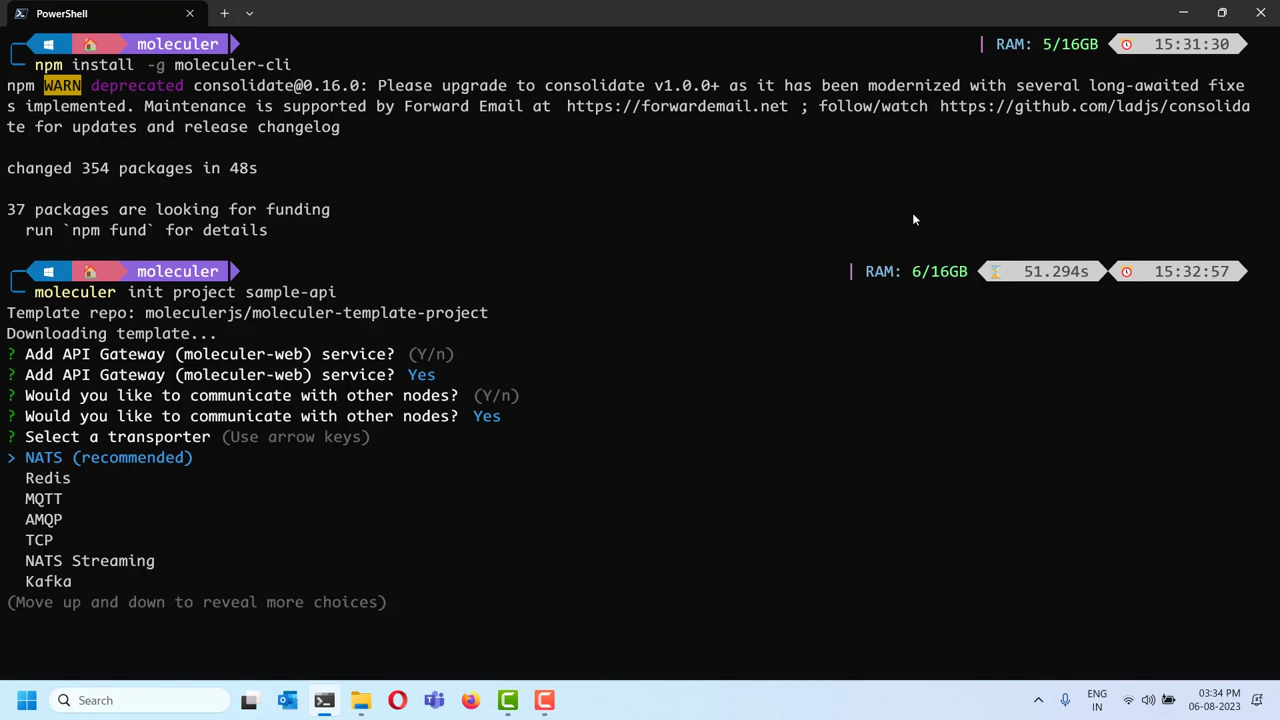 PowerShell
moleculer RAM: 5/16GB 15:31:30
npm install -g moleculer-cli
npm WARN deprecated consolidate@0.16.0: Please upgrade to consolidate v1.0.0+ as it has been modernized with several long-awaited fixe
s implemented. Maintenance is supported by Forward Email at https://forwardemail.net ; follow/watch https://github.com/ladjs/consolida
te for updates and release changelog
changed 354 packages in 48s
37 packages are looking for funding
run `npm fund` for details
moleculer RAM: 6/16GB 51.294s 15:32:57
moleculer init project sample-api
Template repo: moleculerjs/moleculer-template-project
Downloading template...
? Add API Gateway (moleculer-web) service? (Y/n)
? Add API Gateway (moleculer-web) service? Yes
? Would you like to communicate with other nodes? (Y/n)
? Would you like to communicate with other nodes? Yes
? Select a transporter (Use arrow keys)
> NATS (recommended)
Redis
MQTT
AMQP
TCP
NATS Streaming
Kafka
(Move up and down to reveal more choices)
Search
ENG
IN
03:34 PM
06-08-2023